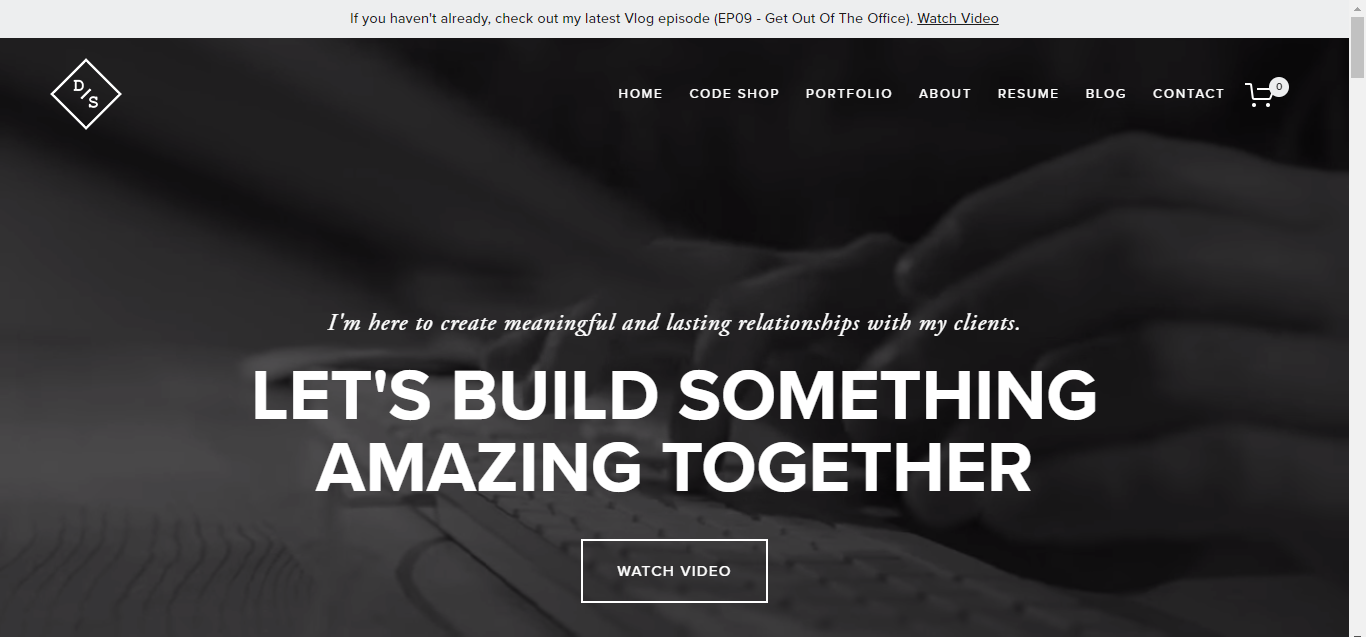 If you haven't already, check out my latest Vlog episode (EP09 - Get Out Of The Office). Watch Video
D/S
HOME CODE SHOP PORTFOLIO ABOUT RESUME BLOG CONTACT 0
I'm here to create meaningful and lasting relationships with my clients.
LET'S BUILD SOMETHING
AMAZING TOGETHER
WATCH VIDEO